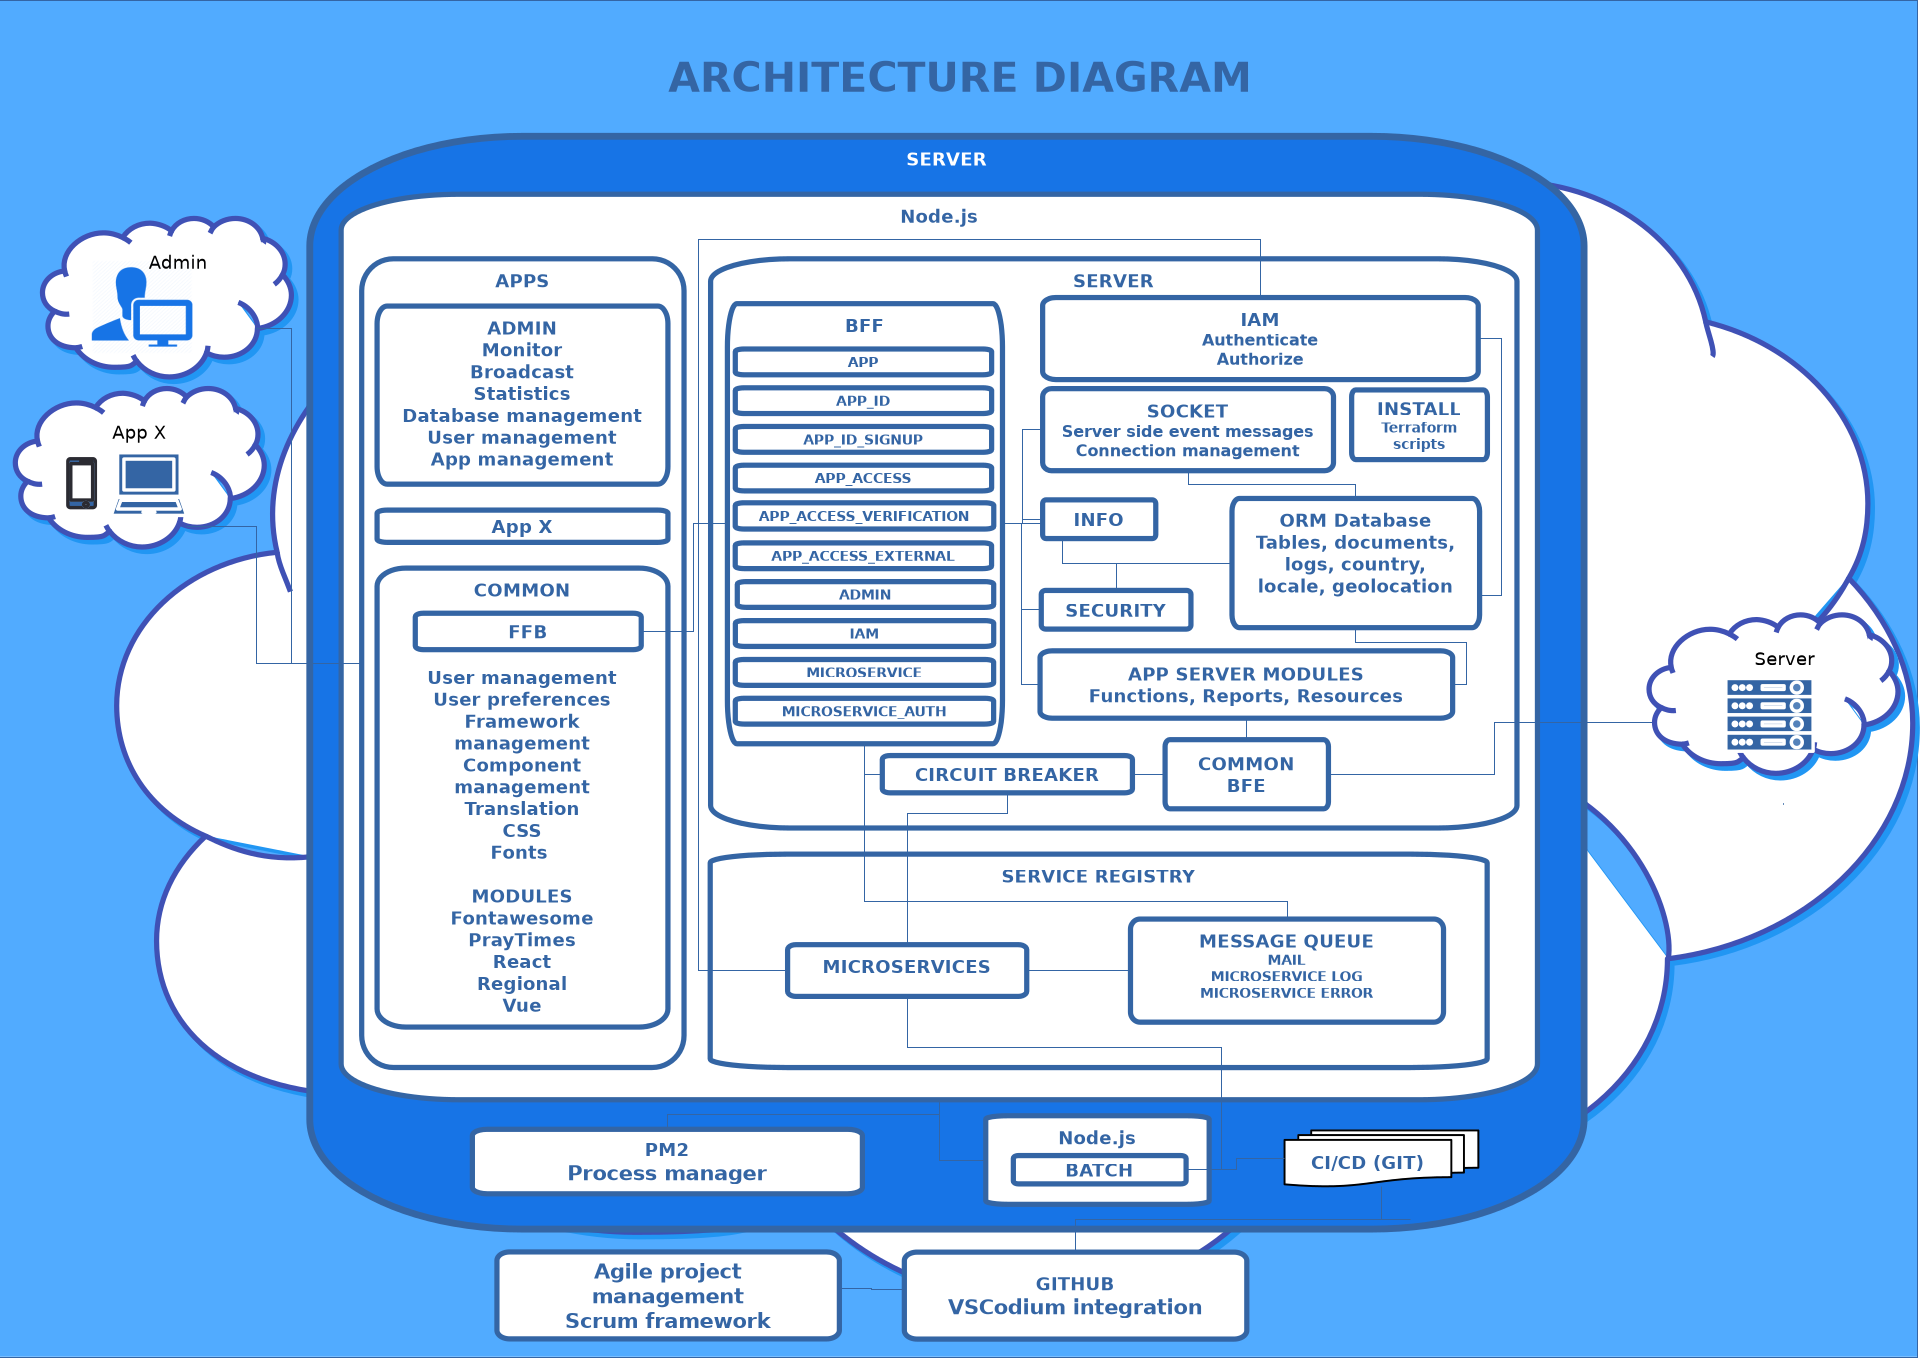 ARCHITECTURE DIAGRAM
SERVER
Node.js
Admin
App X
APPS
ADMIN
Monitor
Broadcast
Statistics
Database management
User management
App management
App X
COMMON
FFB
User management
User preferences
Framework
management
Component
management
Translation
CSS
Fonts
MODULES
Fontawesome
PrayTimes
React
Regional
Vue
SERVER
BFF
APP
APP_ID
APP_ID_SIGNUP
APP_ACCESS
APP_ACCESS_VERIFICATION
APP_ACCESS_EXTERNAL
ADMIN
IAM
MICROSERVICE
MICROSERVICE_AUTH
IAM
Authenticate
Authorize
SOCKET
Server side event messages
Connection management
INSTALL
Terraform
scripts
INFO
ORM Database
Tables, documents,
logs, country,
locale, geolocation
SECURITY
APP SERVER MODULES
Functions, Reports, Resources
CIRCUIT BREAKER
COMMON
BFE
Server
SERVICE REGISTRY
MICROSERVICES
MESSAGE QUEUE
MAIL
MICROSERVICE LOG
MICROSERVICE ERROR
PM2
Process manager
Node.js
BATCH
CI/CD (GIT)
Agile project
management
Scrum framework
GITHUB
VSCodium integration